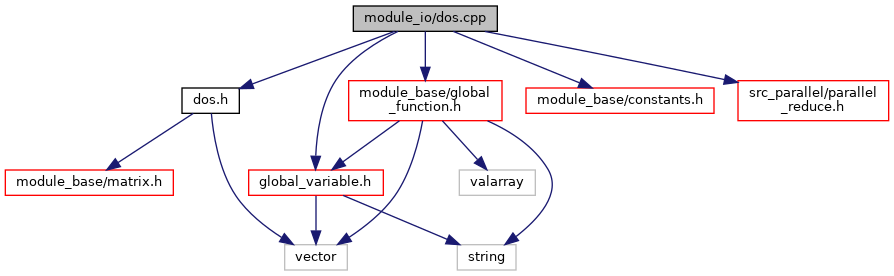 module_io/dos.cpp
dos.h
module_base/global
_function.h
module_base/constants.h
src_parallel/parallel
_reduce.h
module_base/matrix.h
global_variable.h
valarray
vector
string